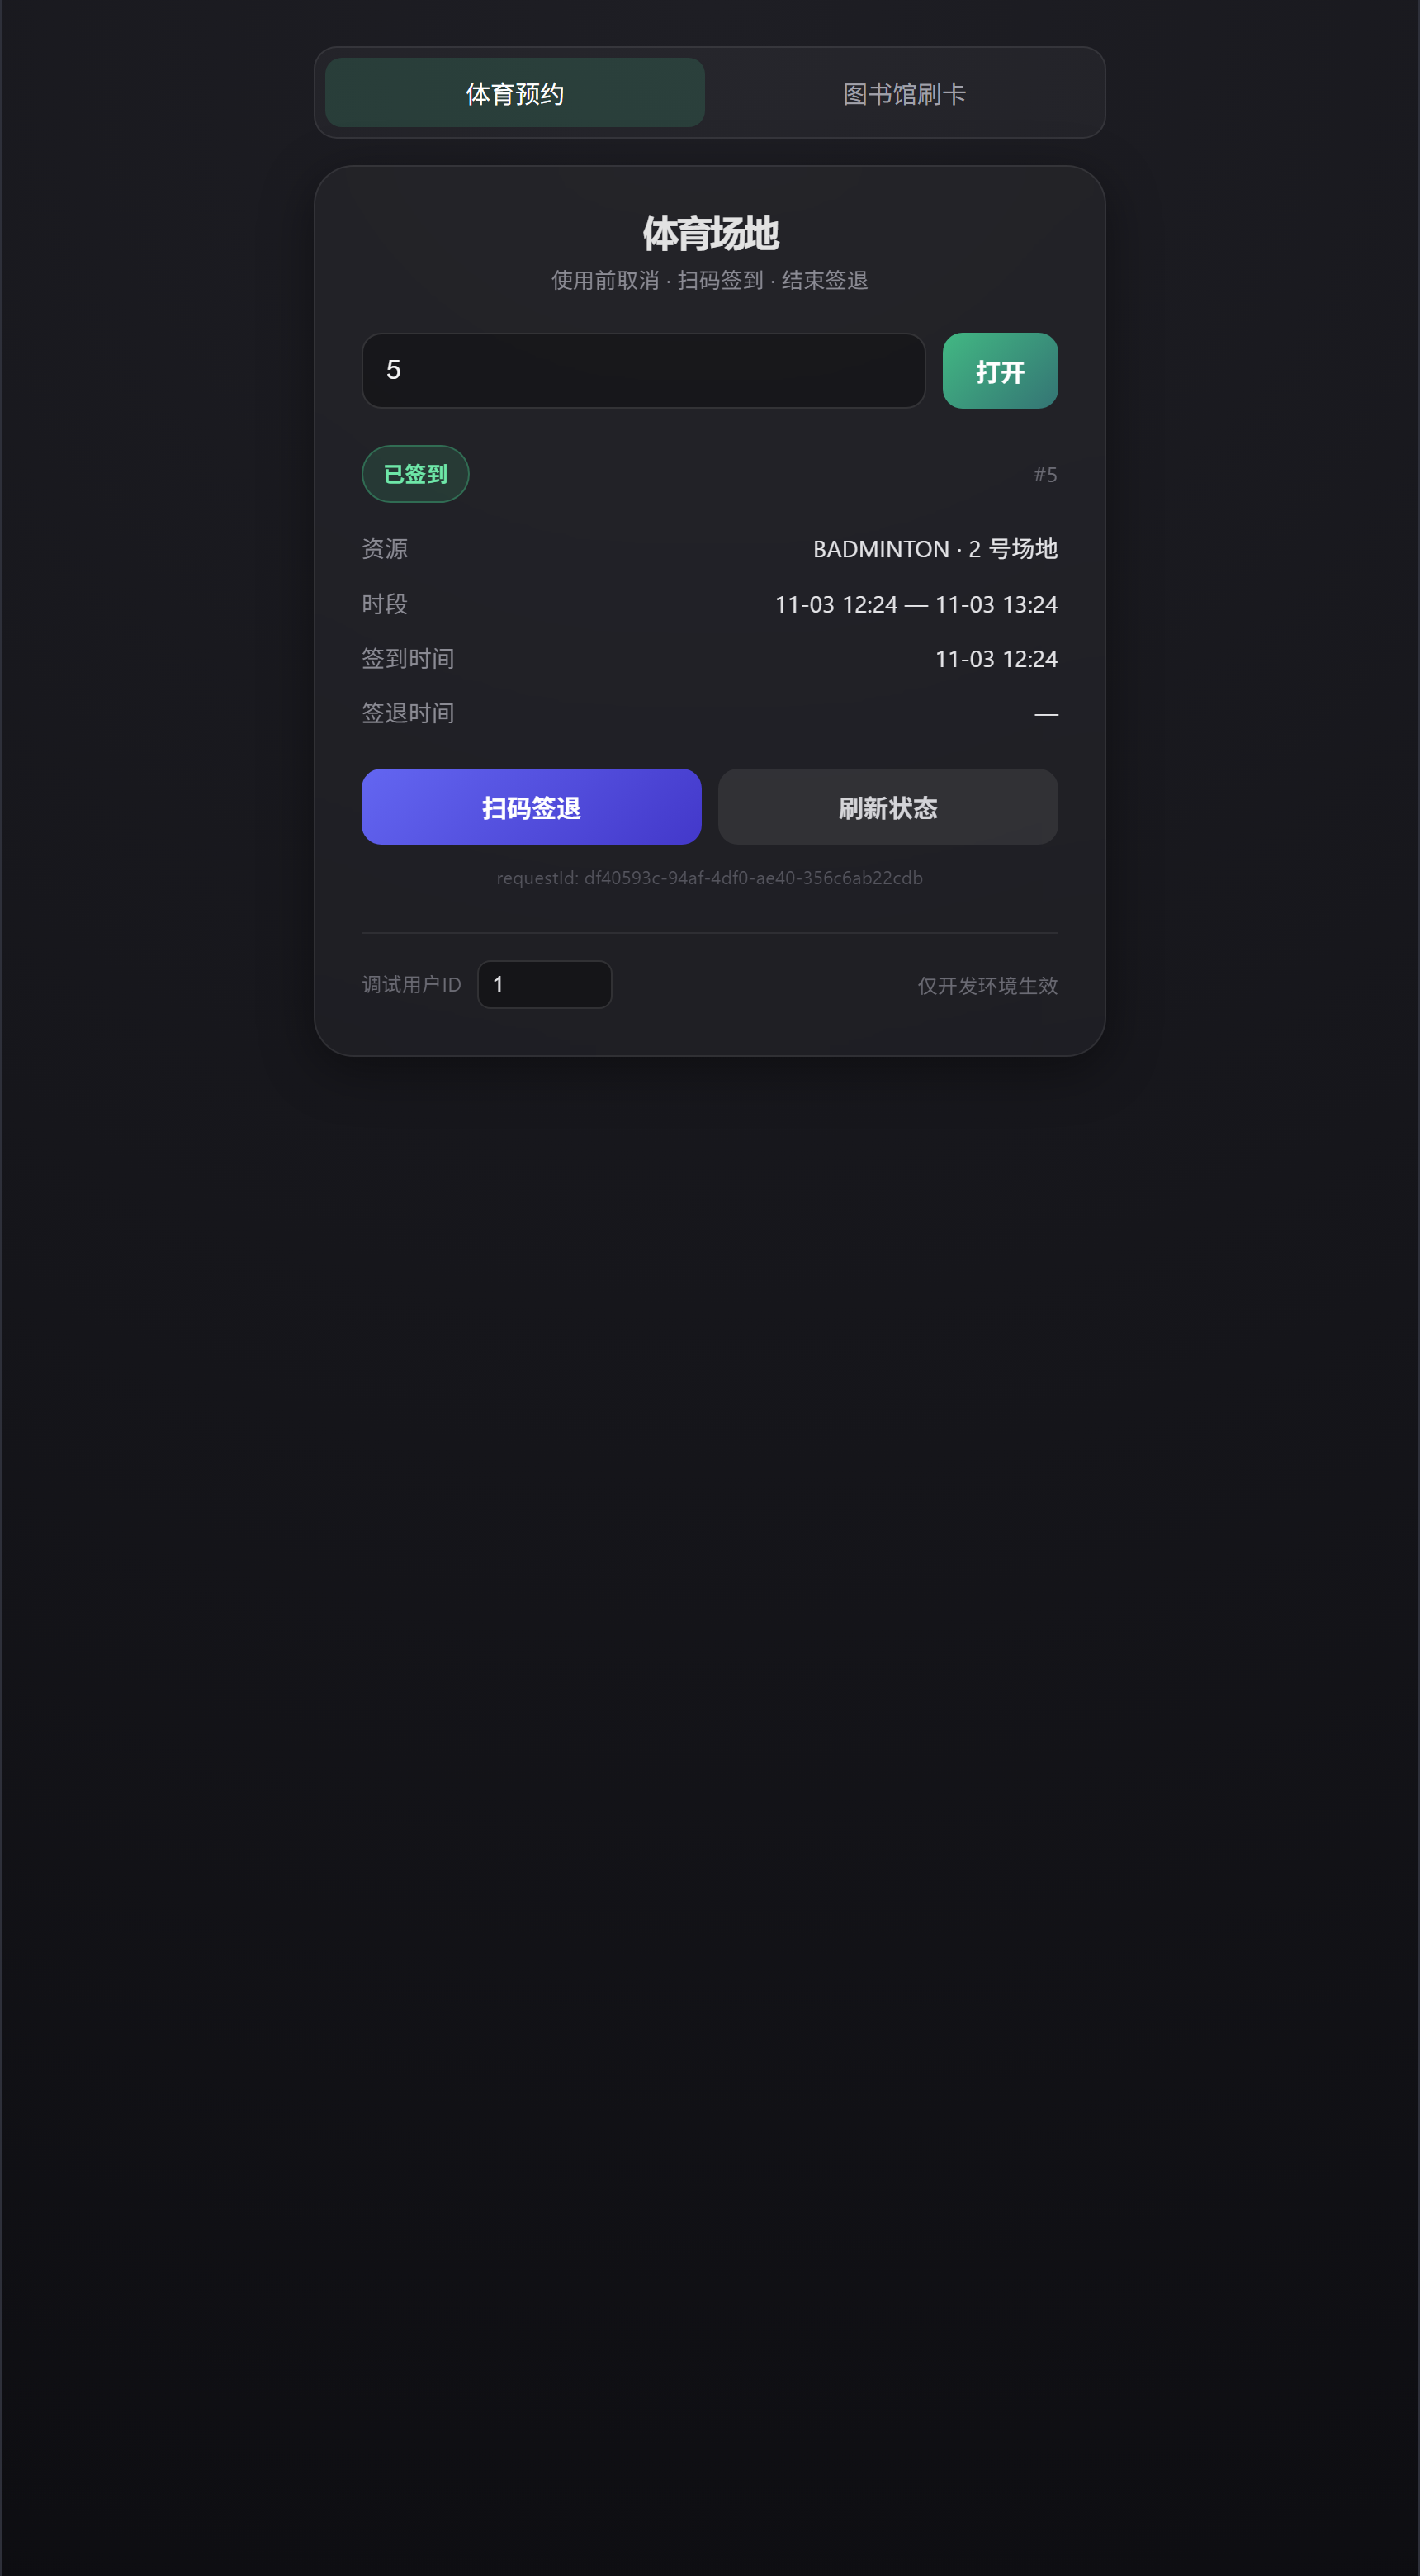 体育预约 图书馆刷卡
体育场地
使用前取消 · 扫码签到 · 结束签退
5 打开
已签到 #5
资源 BADMINTON · 2 号场地
时段 11-03 12:24 — 11-03 13:24
签到时间 11-03 12:24
签退时间 —
扫码签退 刷新状态
requestId: df40593c-94af-4df0-ae40-356c6ab22cdb
调试用户ID 1 仅开发环境生效